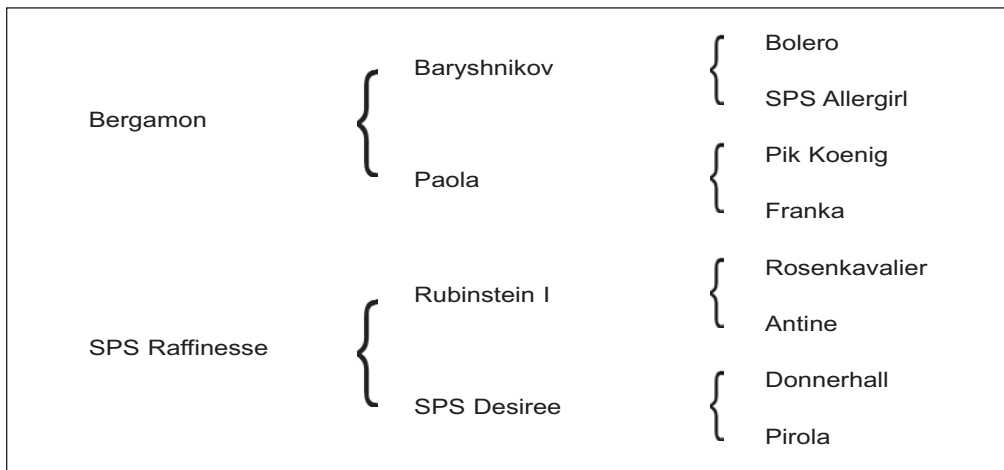 Bolero
Baryshnikov
SPS Allergirl
Bergamon
Pik Koenig
Paola
Franka
Rosenkavalier
Rubinstein I
Antine
SPS Raffinesse
Donnerhall
SPS Desiree
Pirola